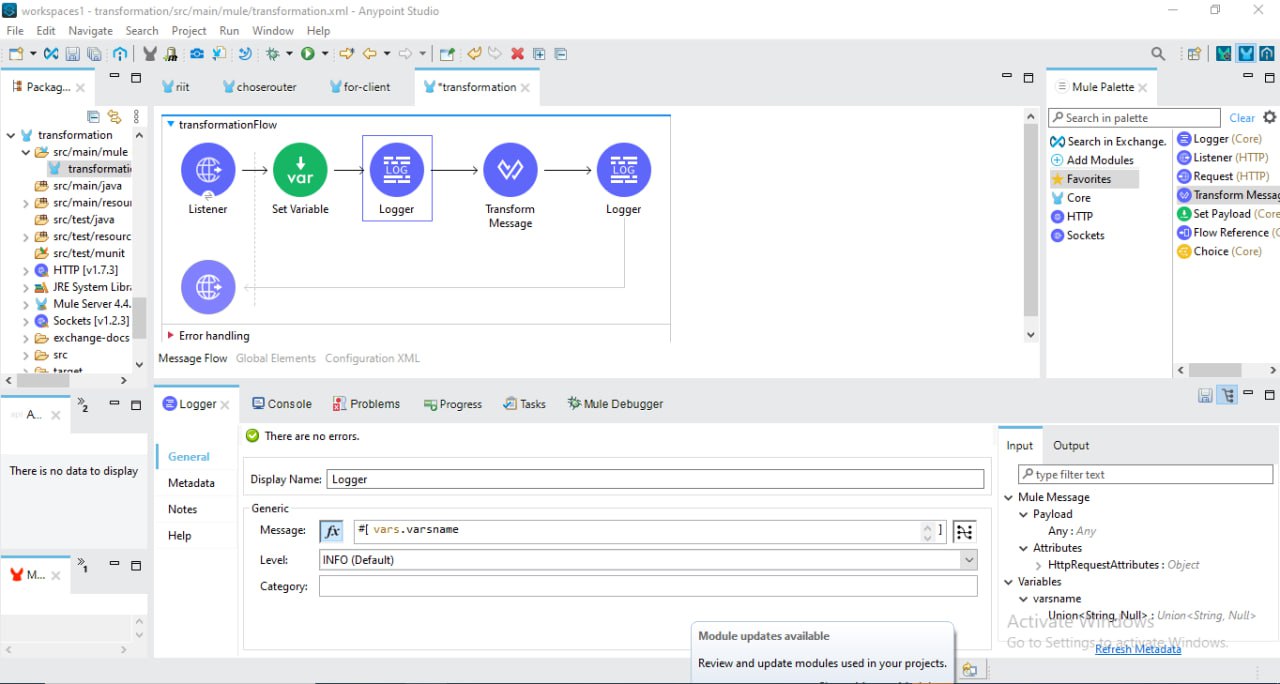 workspaces1 - transformation/src/main/mule/transformation.xml - Anypoint Studio
File Edit Navigate Search Project Run Window Help
Packag...
riit
choserouter
for-client
*transformation
Mule Palette
transformation
src/main/mule
transformati
src/main/java
src/main/resour
src/test/java
src/test/resourc
src/test/munit
HTTP [v1.7.3]
JRE System Libra
Mule Server 4.4.
Sockets [v1.2.3]
exchange-docs
src
target
transformationFlow
var
LOG
LOG
Listener
Set Variable
Logger
Transform
Message
Logger
Error handling
Message Flow Global Elements Configuration XML
Search in palette
Clear
Search in Exchange.
Add Modules
Favorites
Core
HTTP
Sockets
Logger (Core)
Listener (HTTP)
Request (HTTP)
Transform Messag
Set Payload (Core
Flow Reference (C
Choice (Core)
A...
2
There is no data to display
M...
1
Logger
Console
Problems
Progress
Tasks
Mule Debugger
There are no errors.
General
Metadata
Notes
Help
Display Name: Logger
Generic
Message: fx #[ vars.varsname ]
Level: INFO (Default)
Category:
Input Output
type filter text
Mule Message
Payload
Any : Any
Attributes
HttpRequestAttributes : Object
Variables
varsname
Union<String, Null> : Union<String, Null>
Activate Windows
Go to Settings to activate Windows.
Refresh Metadata
Module updates available
Review and update modules used in your projects.